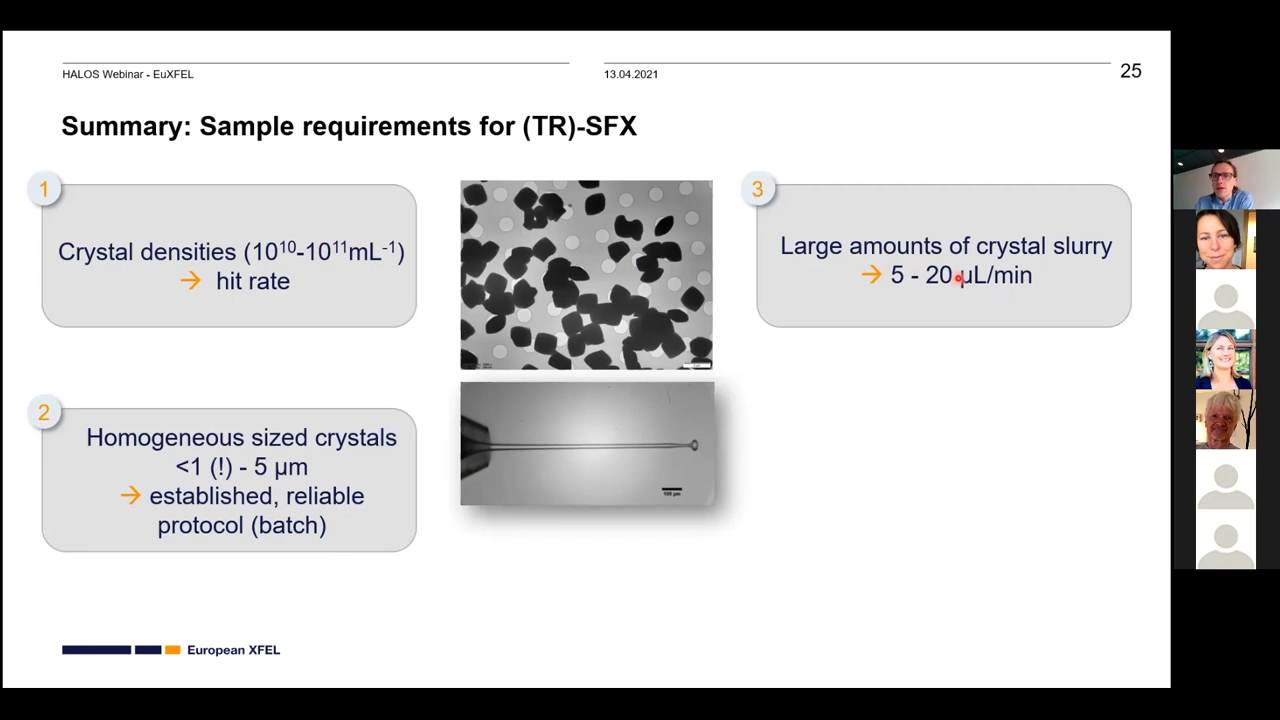 HALOS Webinar - EuXFEL
13.04.2021
25
Summary: Sample requirements for (TR)-SFX
1
Crystal densities (10¹⁰-10¹¹mL⁻¹)
→ hit rate
2
Homogeneous sized crystals
<1 (!) - 5 µm
→ established, reliable
protocol (batch)
3
Large amounts of crystal slurry
→ 5 - 20 µL/min
100 µm
European XFEL